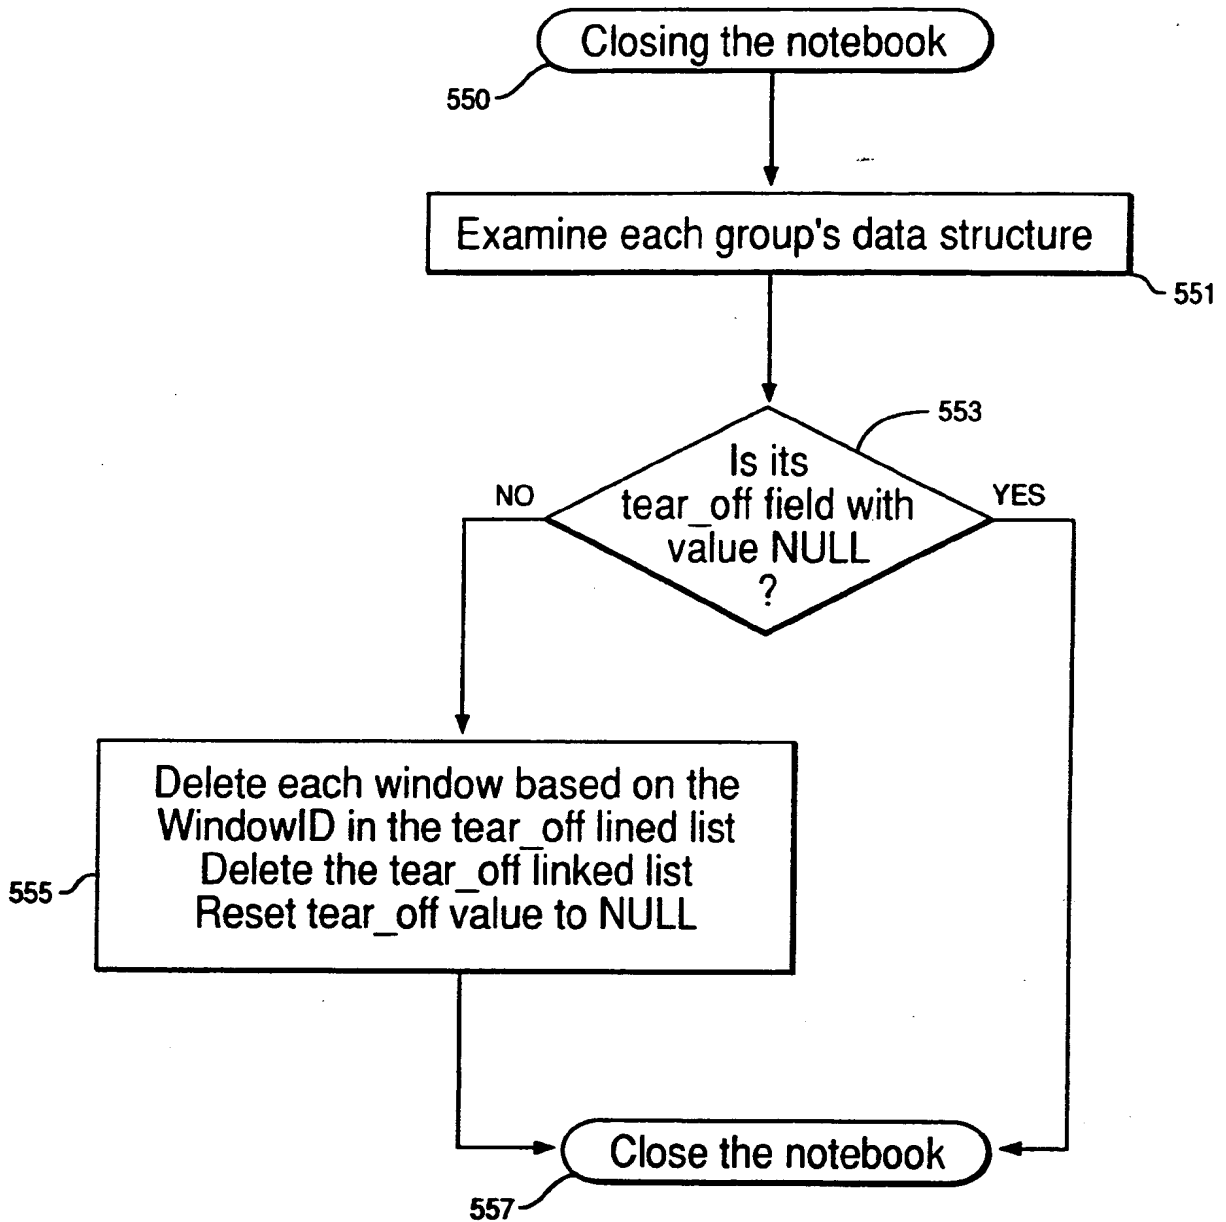 Closing the notebook
550
Examine each group's data structure
551
553
Is its
tear_off field with
value NULL
?
NO
YES
Delete each window based on the
WindowID in the tear_off lined list
Delete the tear_off linked list
Reset tear_off value to NULL
555
Close the notebook
557